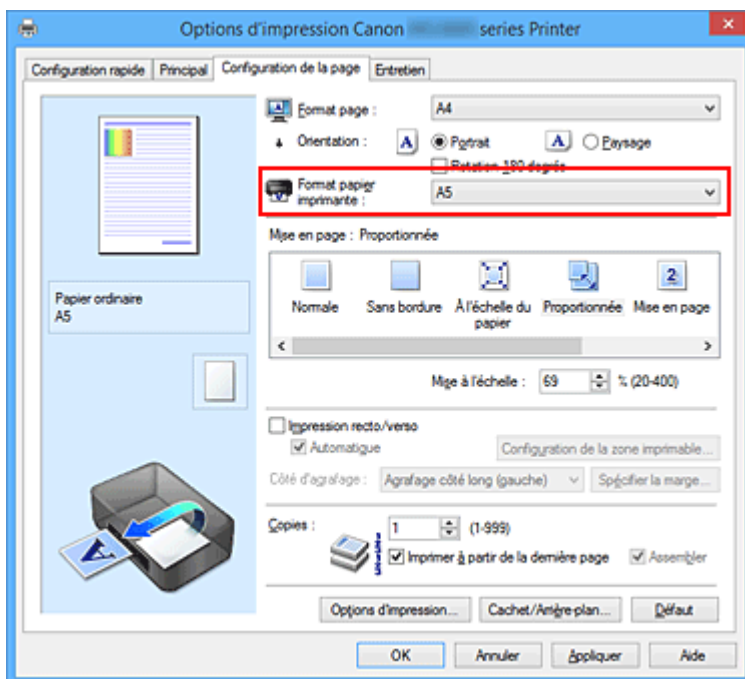 Options d'impression Canon series Printer
Configuration rapide Principal Configuration de la page Entretien
Format page : A4
Orientation : A Portrait A Paysage
Rotation 180 degrés
Format papier imprimante : A5
Mise en page : Proportionnée
Papier ordinaire
A5
Normale Sans bordure À l'échelle du papier Proportionnée Mise en page
Mise à l'échelle : 69 % (20-400)
Impression recto/verso
Automatique Configuration de la zone imprimable...
Côté d'agrafage : Agrafage côté long (gauche) Spécifier la marge...
Copies : 1 (1-999)
Imprimer à partir de la dernière page Assembler
Options d'impression... Cachet/Arrière-plan... Défaut
OK Annuler Appliquer Aide